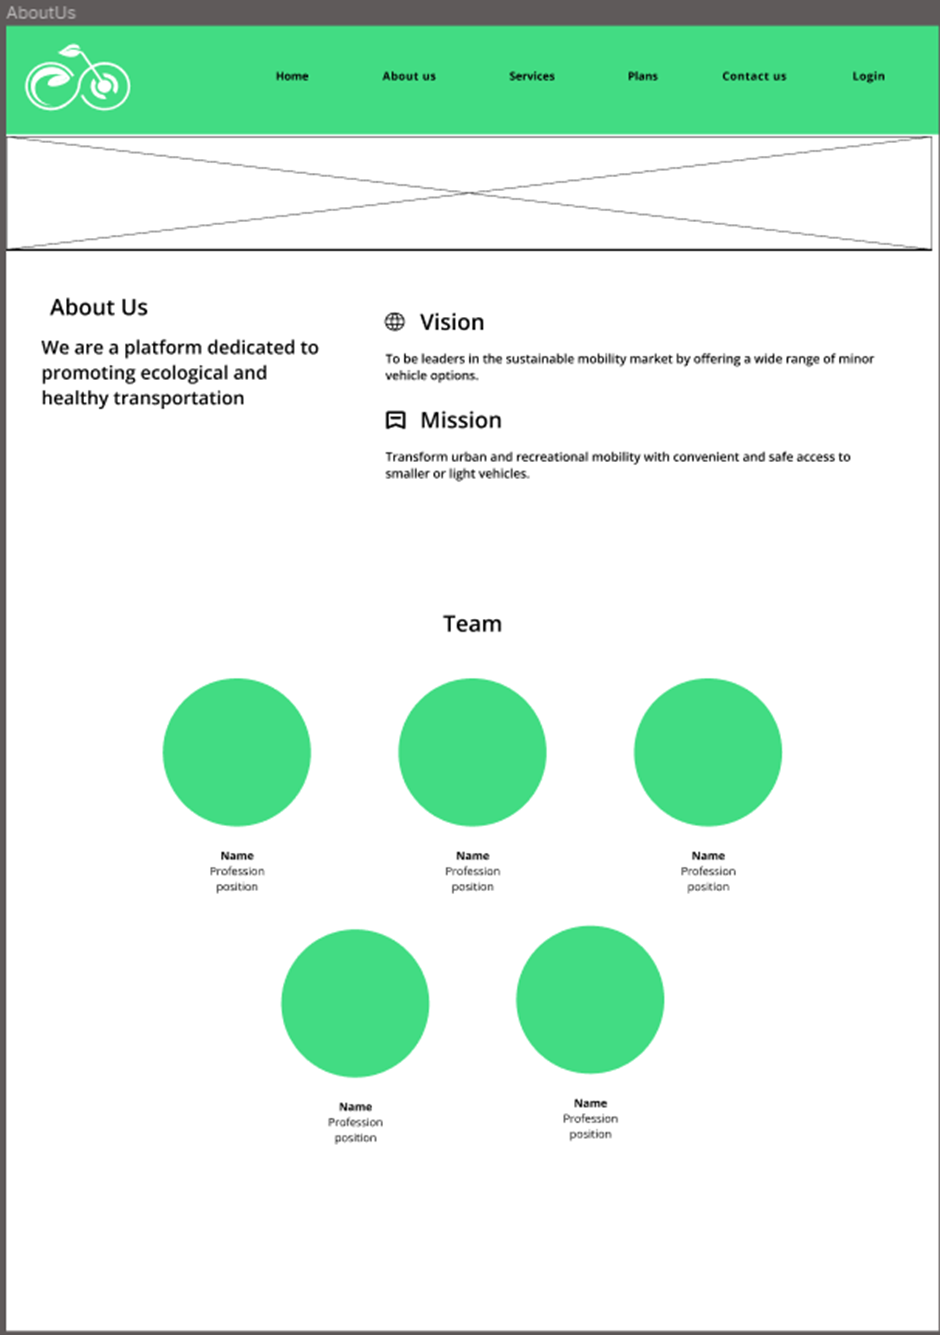 AboutUs
Home About us Services Plans Contact us Login
About Us
We are a platform dedicated to
promoting ecological and
healthy transportation
Vision
To be leaders in the sustainable mobility market by offering a wide range of minor
vehicle options.
Mission
Transform urban and recreational mobility with convenient and safe access to
smaller or light vehicles.
Team
Name
Profession
position
Name
Profession
position
Name
Profession
position
Name
Profession
position
Name
Profession
position